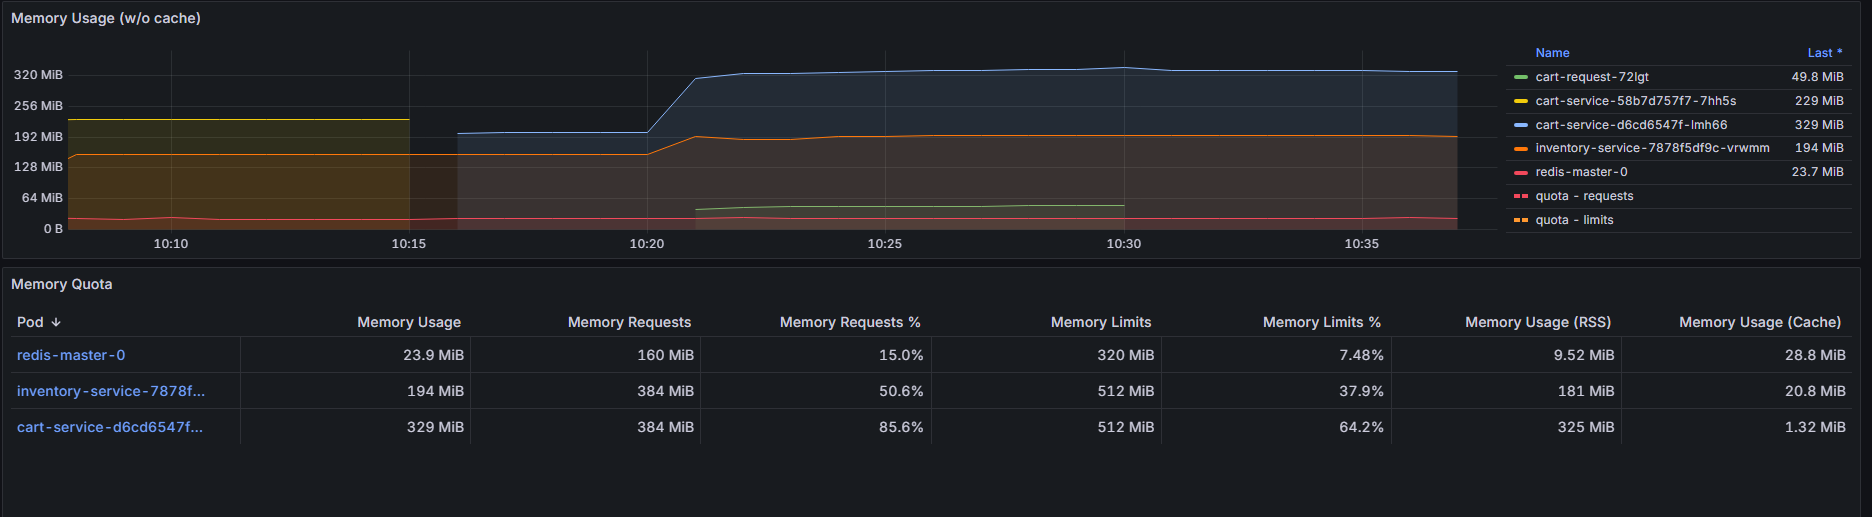 Memory Usage (w/o cache)
320 MiB
256 MiB
192 MiB
128 MiB
64 MiB
0 B
10:10 10:15 10:20 10:25 10:30 10:35
Name Last *
cart-request-72lgt 49.8 MiB
cart-service-58b7d757f7-7hh5s 229 MiB
cart-service-d6cd6547f-lmh66 329 MiB
inventory-service-7878f5df9c-vrwmm 194 MiB
redis-master-0 23.7 MiB
quota - requests
quota - limits
Memory Quota
Pod ↓ Memory Usage Memory Requests Memory Requests % Memory Limits Memory Limits % Memory Usage (RSS) Memory Usage (Cache)
redis-master-0 23.9 MiB 160 MiB 15.0% 320 MiB 7.48% 9.52 MiB 28.8 MiB
inventory-service-7878f... 194 MiB 384 MiB 50.6% 512 MiB 37.9% 181 MiB 20.8 MiB
cart-service-d6cd6547f... 329 MiB 384 MiB 85.6% 512 MiB 64.2% 325 MiB 1.32 MiB